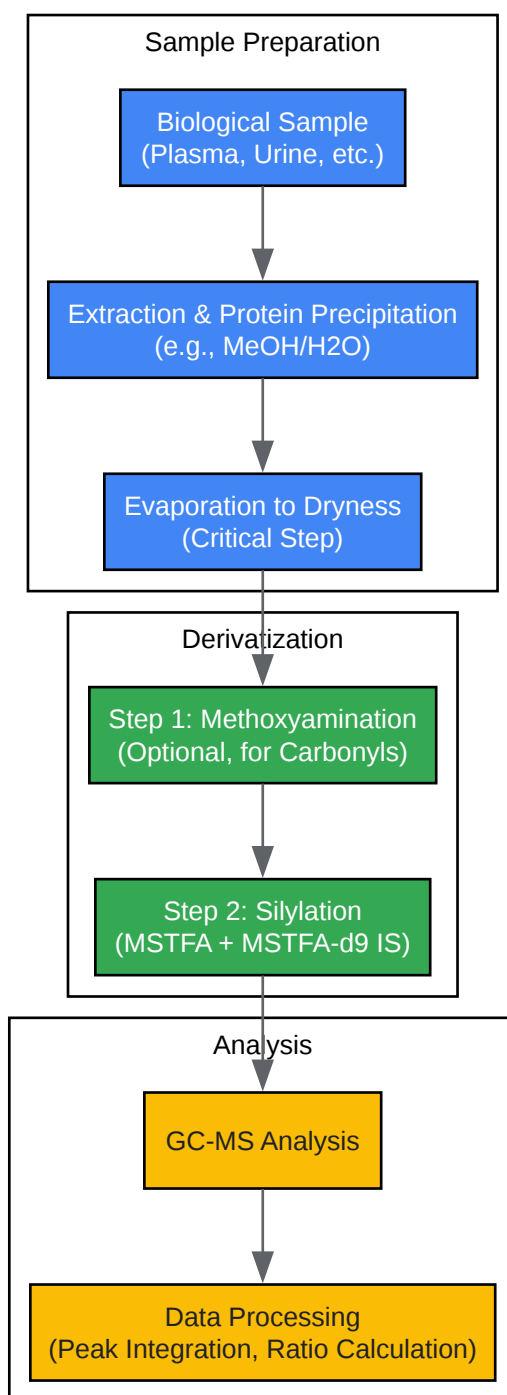 Sample Preparation
Biological Sample
(Plasma, Urine, etc.)
Extraction & Protein Precipitation
(e.g., MeOH/H2O)
Evaporation to Dryness
(Critical Step)
Derivatization
Step 1: Methoxyamination
(Optional, for Carbonyls)
Step 2: Silylation
(MSTFA + MSTFA-d9 IS)
Analysis
GC-MS Analysis
Data Processing
(Peak Integration, Ratio Calculation)